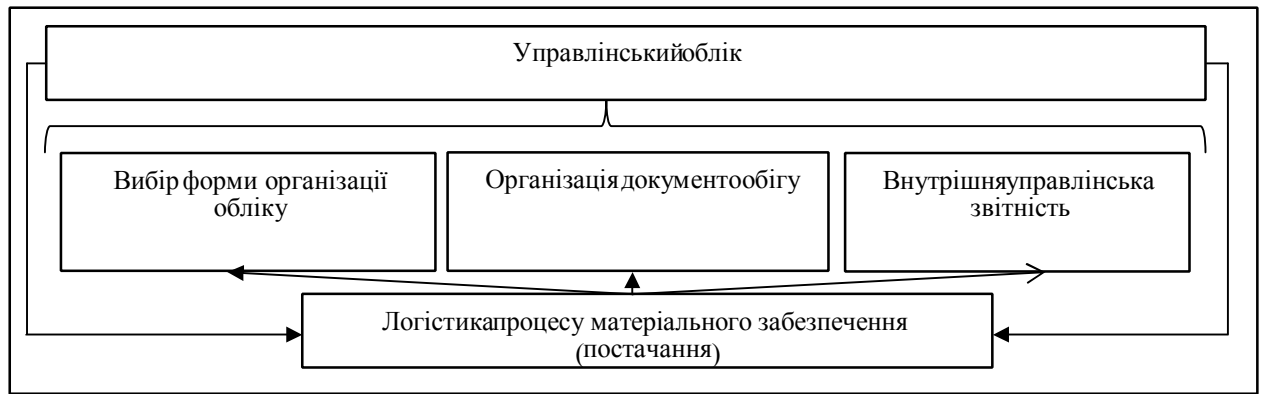 Управлінськийоблік
Вибір форми організації
обліку
Організація документообігу
Внутрішняуправлінська
звітність
Логістикапроцесу матеріального забезпечення
(постачання)